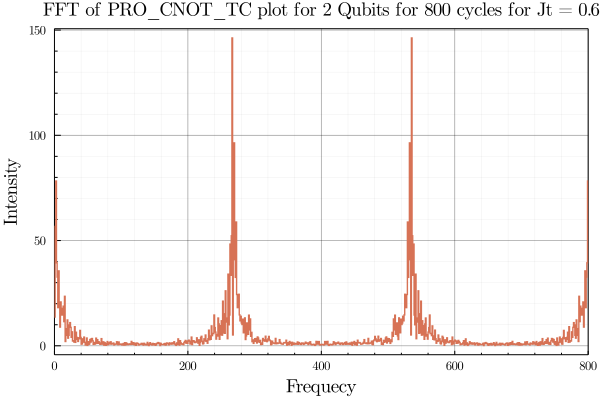 FFT of PRO_CNOT_TC plot for 2 Qubits for 800 cycles for Jt = 0.6
150
100
50
0
Intensity
0 200 400 600 800
Frequecy